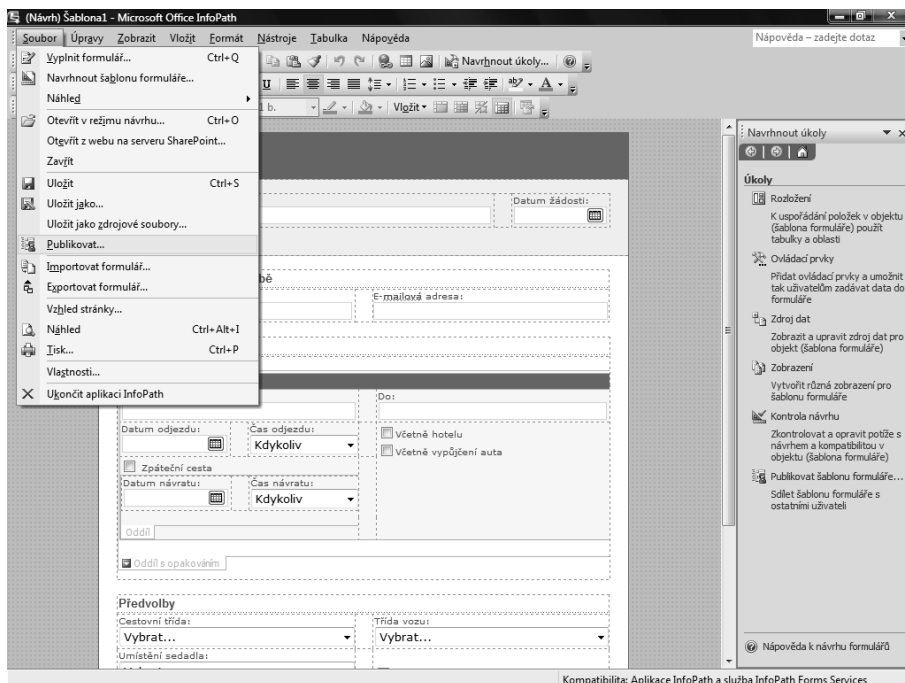 (Návrh) Šablona1 - Microsoft Office InfoPath
Soubor Úpravy Zobrazit Vložit Formát Nástroje Tabulka Nápověda
Nápověda – zadejte dotaz
Vyplnit formulář... Ctrl+Q
Navrhnout šablonu formuláře...
Náhled
Otevřít v režimu návrhu... Ctrl+O
Otevřít z webu na serveru SharePoint...
Zavřít
Uložit Ctrl+S
Uložit jako...
Uložit jako zdrojové soubory...
Publikovat...
Importovat formulář...
Exportovat formulář...
Vzhled stránky...
Náhled Ctrl+Alt+I
Tisk... Ctrl+P
Vlastnosti...
Ukončit aplikaci InfoPath
Navrhnout úkoly...
U
A
1 b.
Vložit
Datum žádosti:
bě
E-mailová adresa:
Do:
Datum odjezdu:
Čas odjezdu:
Kdykoliv
Včetně hotelu
Včetně vypůjčení auta
Zpáteční cesta
Datum návratu:
Čas návratu:
Kdykoliv
Oddíl
Oddíl s opakováním
Předvolby
Cestovní třída:
Třída vozu:
Vybrat...
Vybrat...
Umístění sedadla:
Navrhnout úkoly
Úkoly
Rozložení
K uspořádání položek v objektu
(šablona formuláře) použít
tabulky a oblasti
Ovládací prvky
Přidat ovládací prvky a umožnit
tak uživatelům zadávat data do
formuláře
Zdroj dat
Zobrazit a upravit zdroj dat pro
objekt (šablona formuláře)
Zobrazení
Vytvořit různá zobrazení pro
šablonu formuláře
Kontrola návrhu
Zkontrolovat a opravit potíže s
návrhem a kompatibilitou v
objektu (šablona formuláře)
Publikovat šablonu formuláře...
Sdílet šablonu formuláře s
ostatními uživateli
Nápověda k návrhu formulářů
Kompatibilita: Aplikace InfoPath a služba InfoPath Forms Services